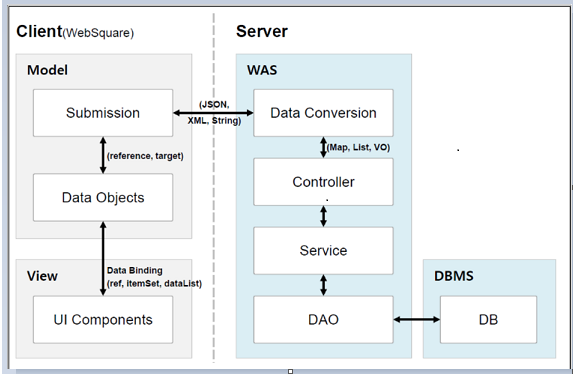 Client(WebSquare)
Server
Model
WAS
Submission
(JSON,
XML, String)
Data Conversion
(reference, target)
(Map, List, VO)
Data Objects
Controller
Service
View
Data Binding
(ref, itemSet, dataList)
DBMS
UI Components
DAO
DB